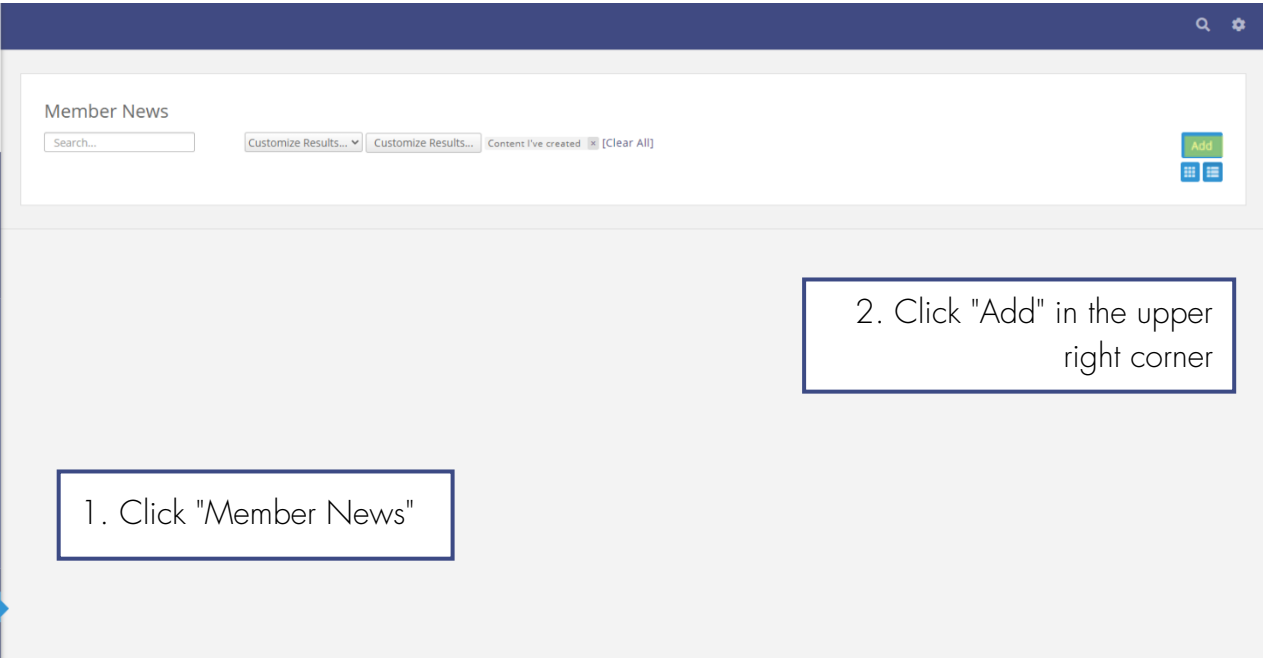 Member News
Search... Customize Results... Customize Results... Content I've created x [Clear All] Add
2. Click "Add" in the upper
right corner
1. Click "Member News"